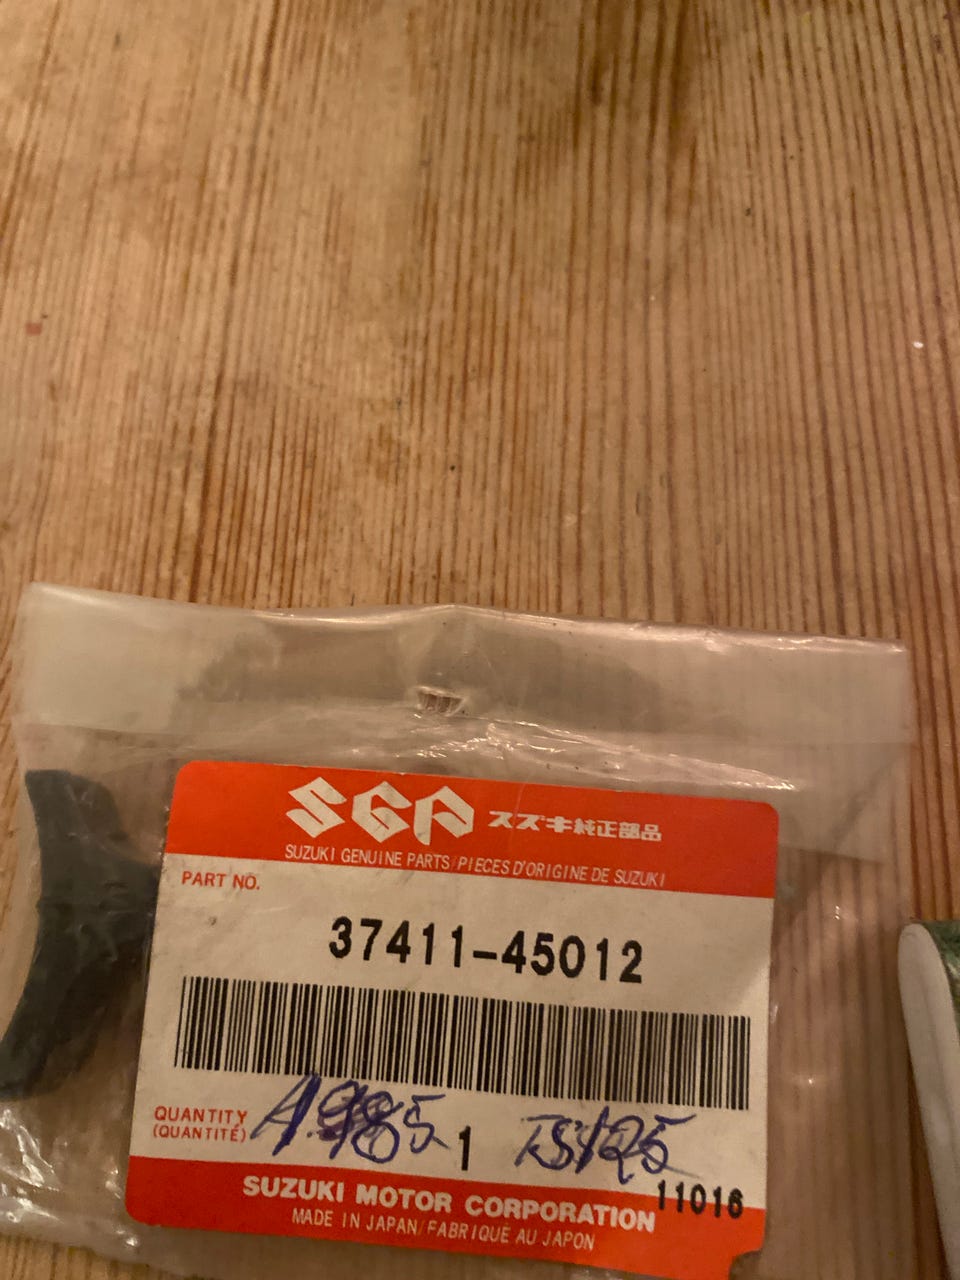 SGP スズキ純正部品
SUZUKI GENUINE PARTS/PIECES D'ORIGINE DE SUZUKI
PART NO.
37411-45012
QUANTITY
(QUANTITÉ)
1
TS125
11016
SUZUKI MOTOR CORPORATION
MADE IN JAPAN/FABRIQUÉ AU JAPON